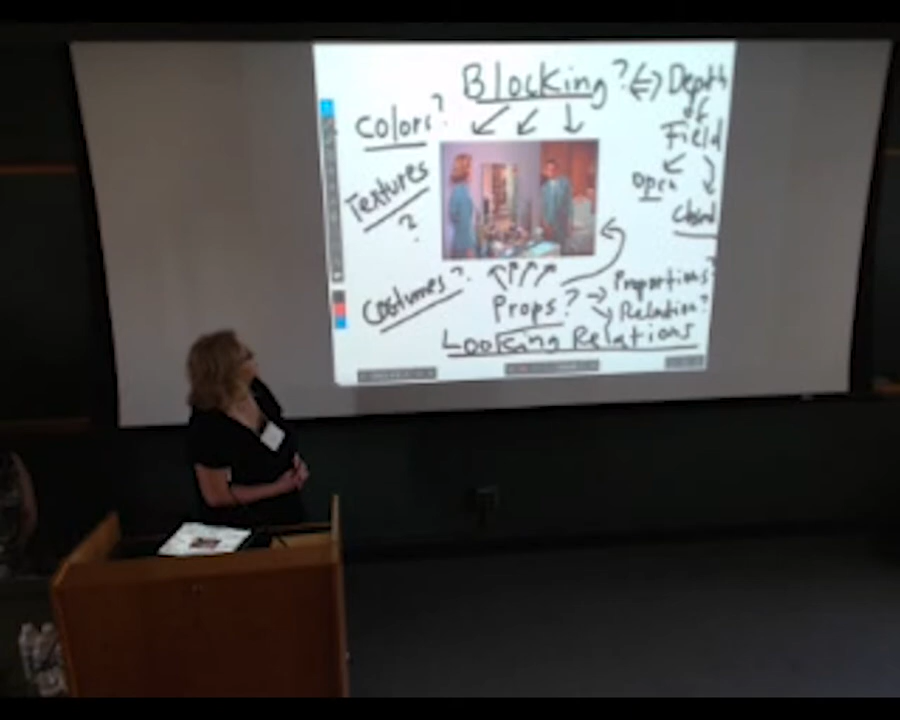 Blocking? <=> Depth
of
Field
Colors?
open
closed
Textures
?
Costumes?
Props? -> Proportions?
Relation?
Looking Relations